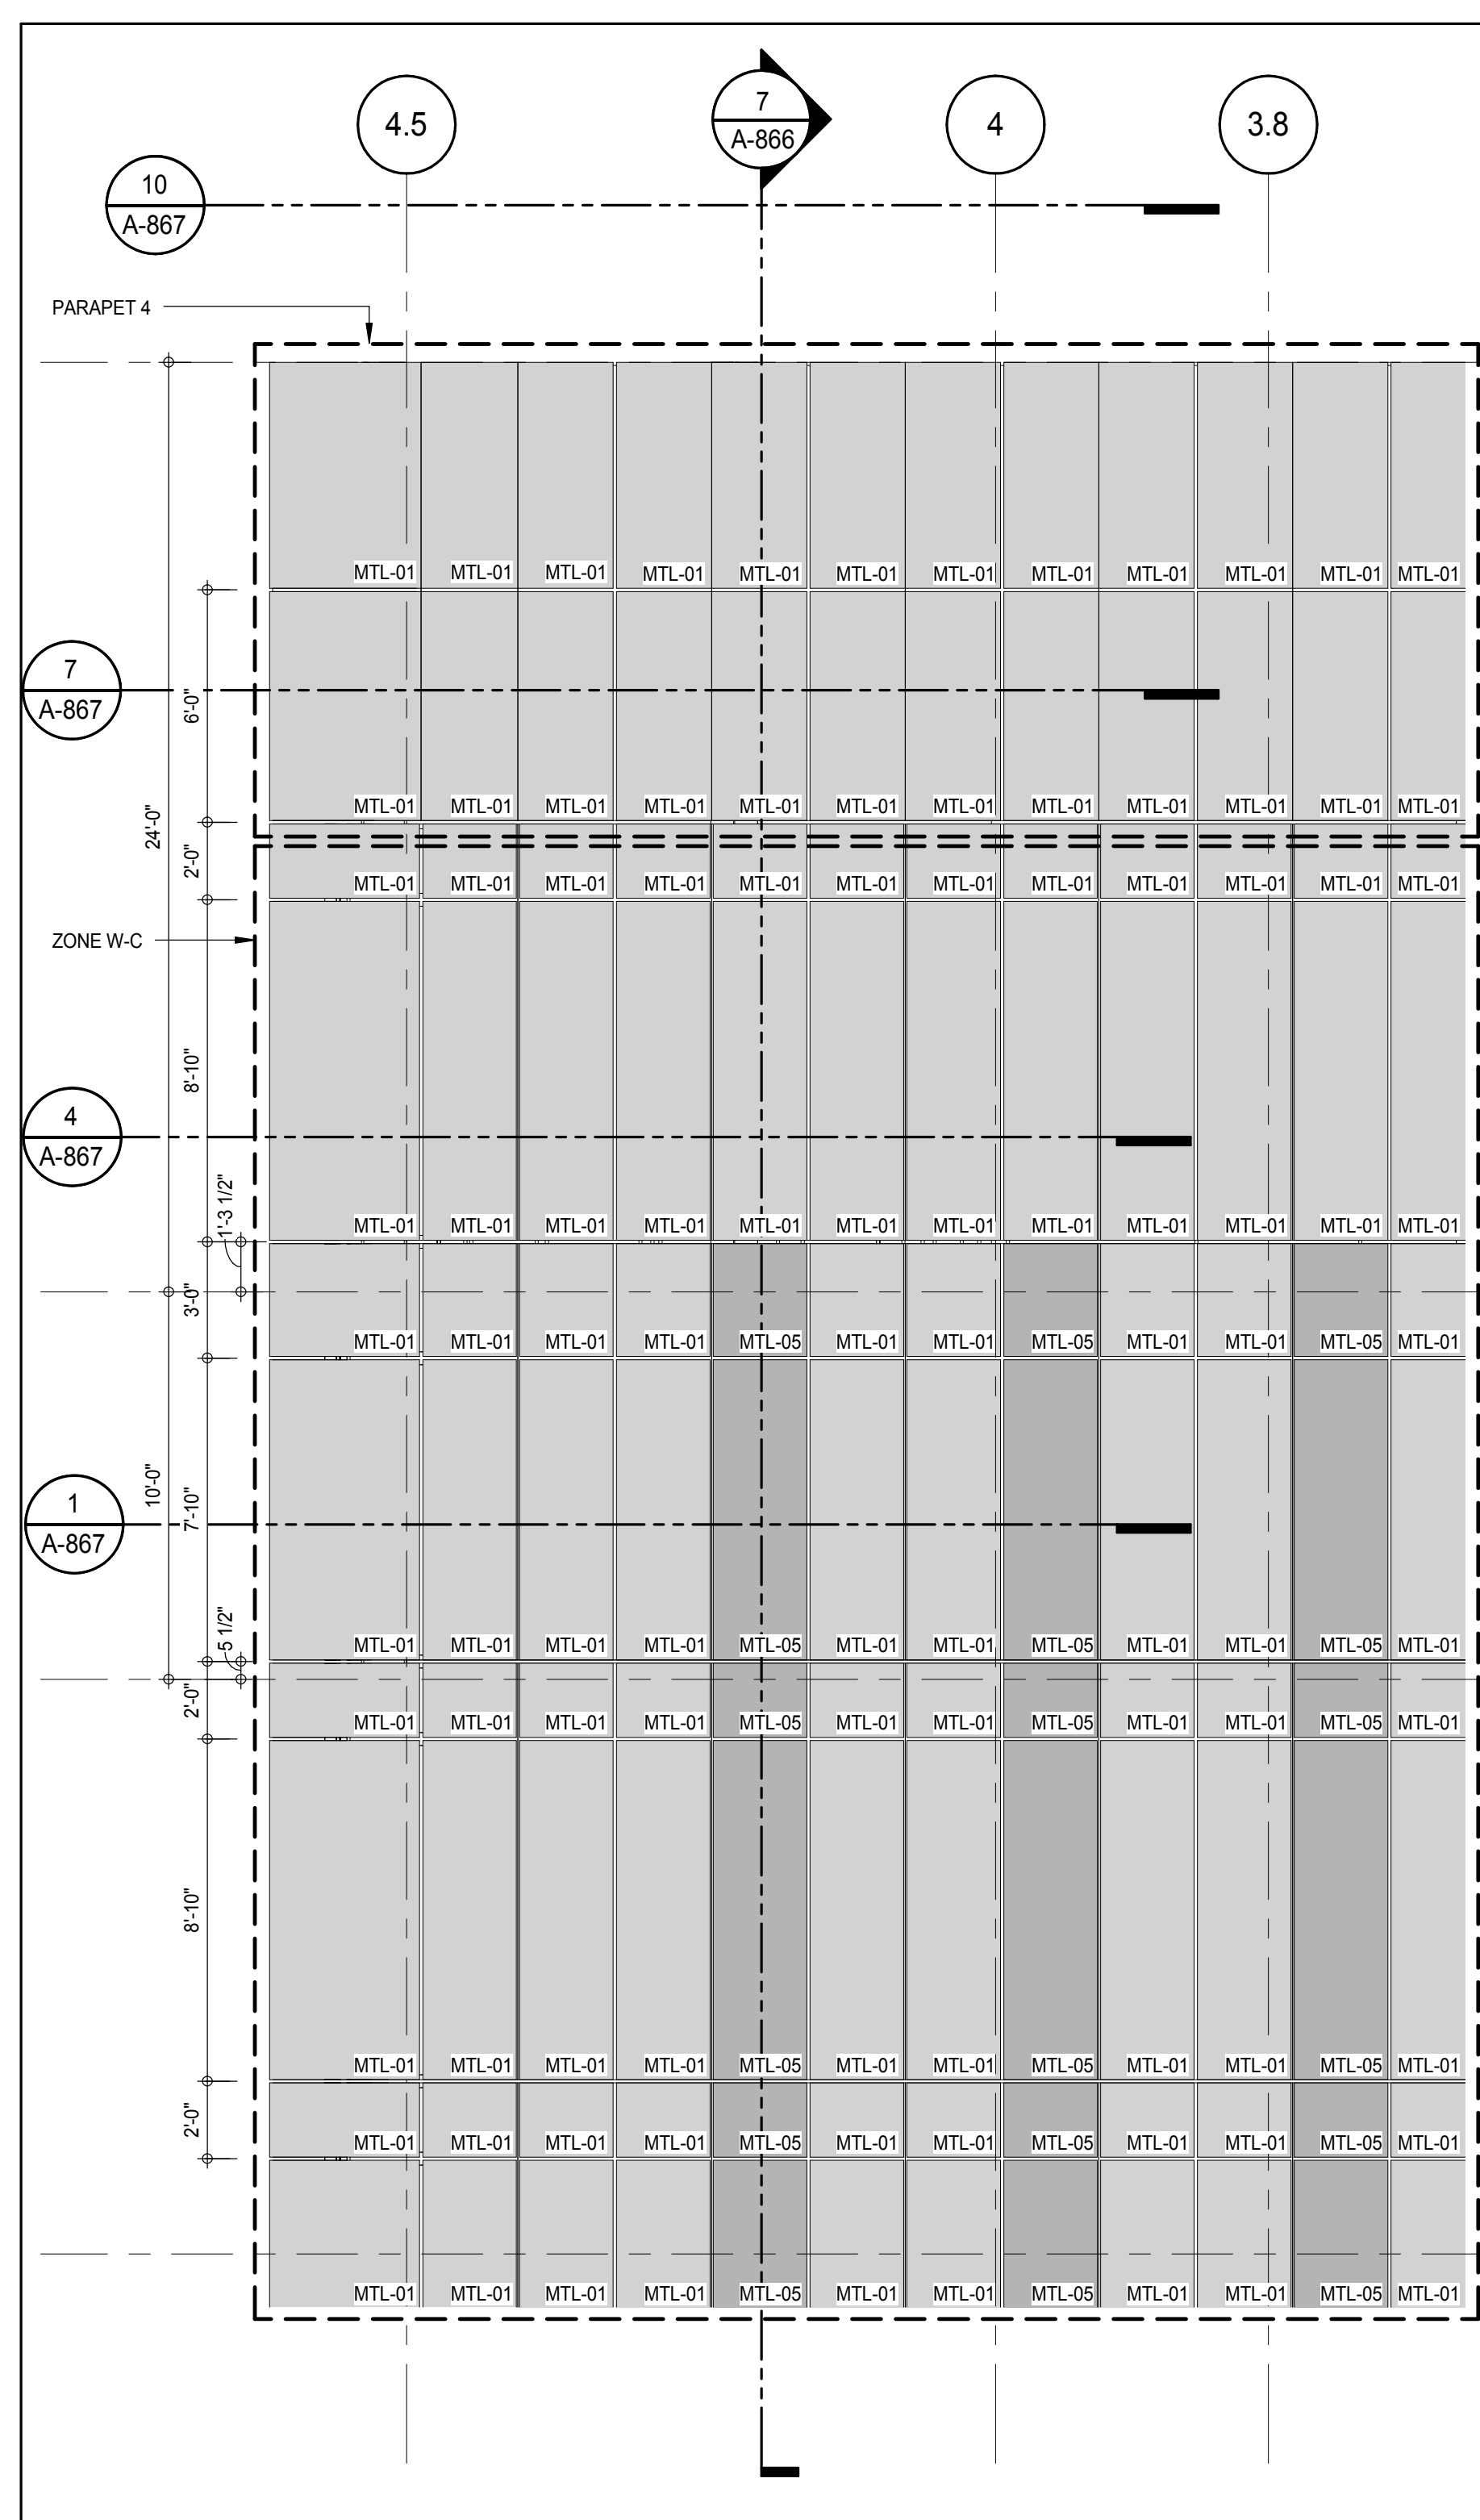 4.5
7
A-866
4
3.8
10
A-867
PARAPET 4
MTL-01 MTL-01 MTL-01 MTL-01 MTL-01 MTL-01 MTL-01 MTL-01 MTL-01 MTL-01 MTL-01 MTL-01
7
A-867
6'-0"
24'-0"
MTL-01 MTL-01 MTL-01 MTL-01 MTL-01 MTL-01 MTL-01 MTL-01 MTL-01 MTL-01 MTL-01 MTL-01
2'-0"
MTL-01 MTL-01 MTL-01 MTL-01 MTL-01 MTL-01 MTL-01 MTL-01 MTL-01 MTL-01 MTL-01 MTL-01
ZONE W-C
8'-10"
4
A-867
1'-3 1/2"
MTL-01 MTL-01 MTL-01 MTL-01 MTL-01 MTL-01 MTL-01 MTL-01 MTL-01 MTL-01 MTL-01 MTL-01
3'-0"
MTL-01 MTL-01 MTL-01 MTL-01 MTL-05 MTL-01 MTL-01 MTL-05 MTL-01 MTL-01 MTL-05 MTL-01
10'-0"
7'-10"
1
A-867
5 1/2"
MTL-01 MTL-01 MTL-01 MTL-01 MTL-05 MTL-01 MTL-01 MTL-05 MTL-01 MTL-01 MTL-05 MTL-01
2'-0"
MTL-01 MTL-01 MTL-01 MTL-01 MTL-05 MTL-01 MTL-01 MTL-05 MTL-01 MTL-01 MTL-05 MTL-01
8'-10"
MTL-01 MTL-01 MTL-01 MTL-01 MTL-05 MTL-01 MTL-01 MTL-05 MTL-01 MTL-01 MTL-05 MTL-01
2'-0"
MTL-01 MTL-01 MTL-01 MTL-01 MTL-05 MTL-01 MTL-01 MTL-05 MTL-01 MTL-01 MTL-05 MTL-01
MTL-01 MTL-01 MTL-01 MTL-01 MTL-05 MTL-01 MTL-01 MTL-05 MTL-01 MTL-01 MTL-05 MTL-01